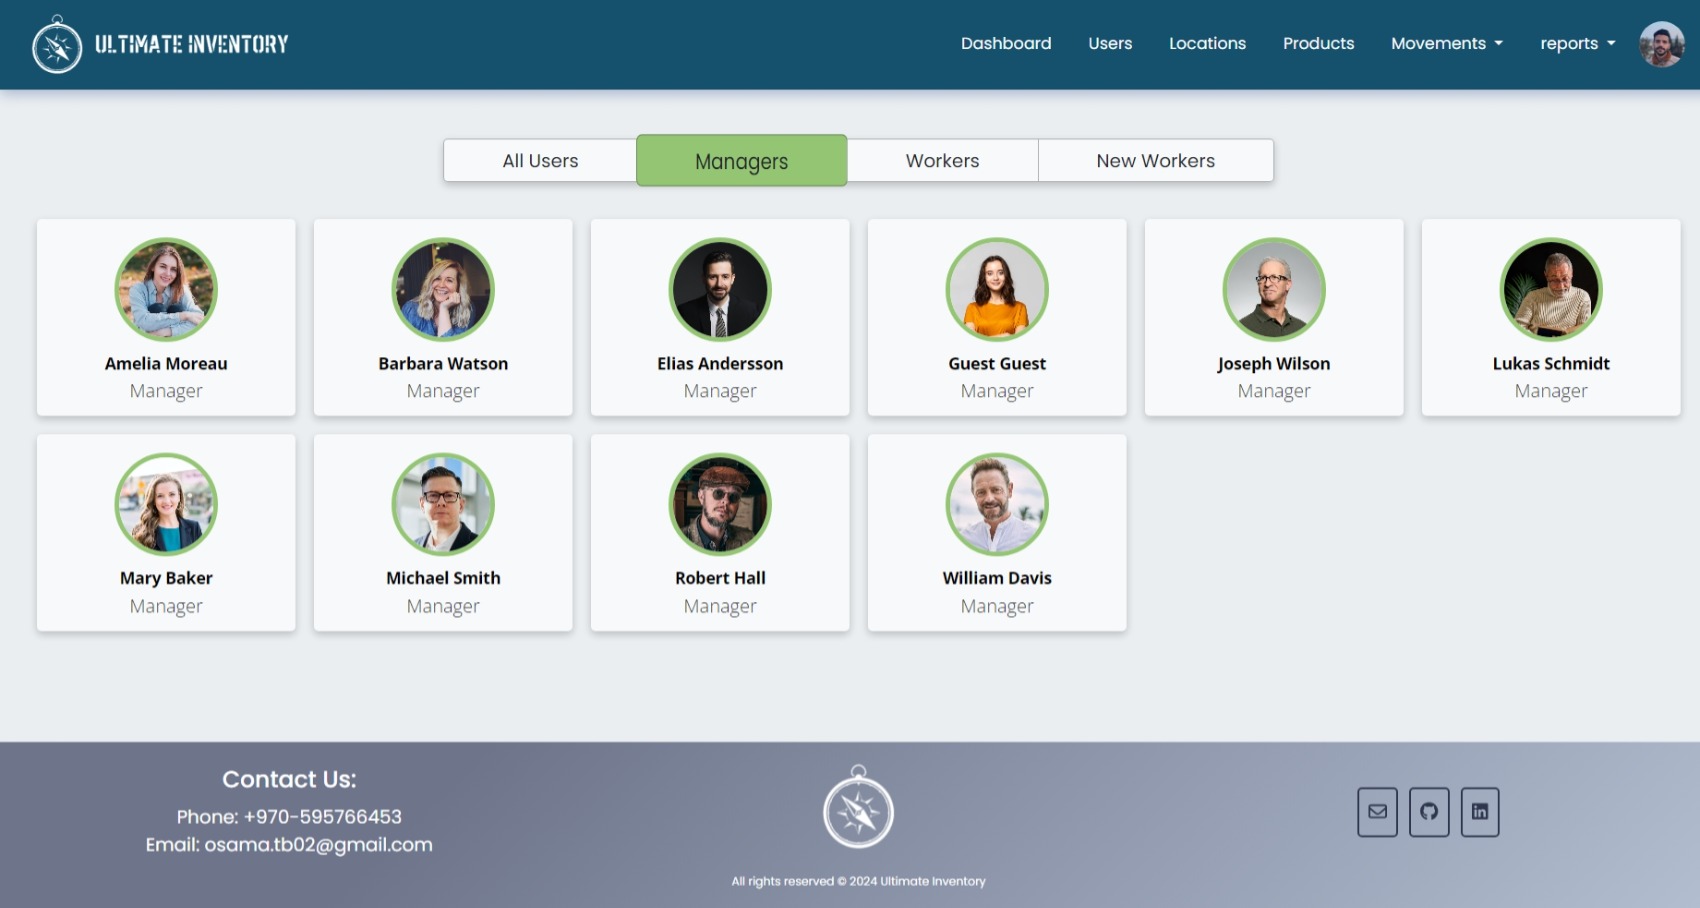 ULTIMATE INVENTORY
Dashboard Users Locations Products Movements reports
All Users Managers Workers New Workers
Amelia Moreau
Manager
Barbara Watson
Manager
Elias Andersson
Manager
Guest Guest
Manager
Joseph Wilson
Manager
Lukas Schmidt
Manager
Mary Baker
Manager
Michael Smith
Manager
Robert Hall
Manager
William Davis
Manager
Contact Us:
Phone: +970-595766453
Email: osama.tb02@gmail.com
All rights reserved © 2024 Ultimate Inventory